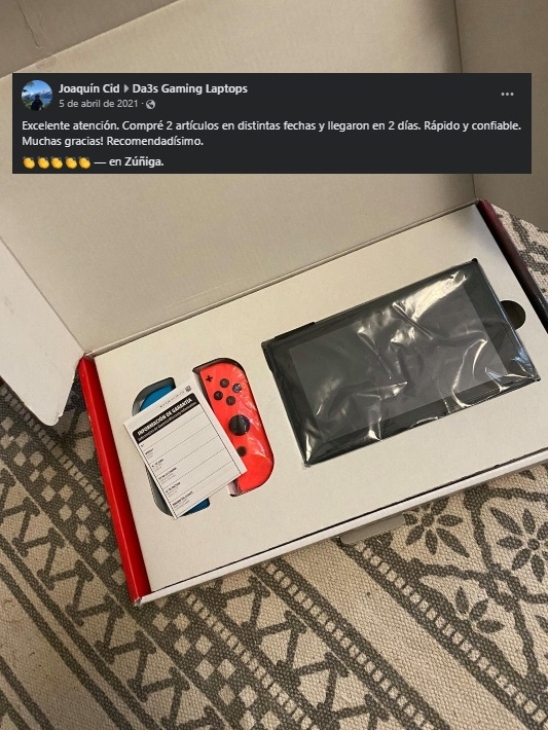 Joaquín Cid ▸ Da3s Gaming Laptops
5 de abril de 2021 ·
Excelente atención. Compré 2 artículos en distintas fechas y llegaron en 2 días. Rápido y confiable.
Muchas gracias! Recomendadísimo.
👏👏👏👏👏 — en Zúñiga.
INFORMACIÓN DE GARANTÍA